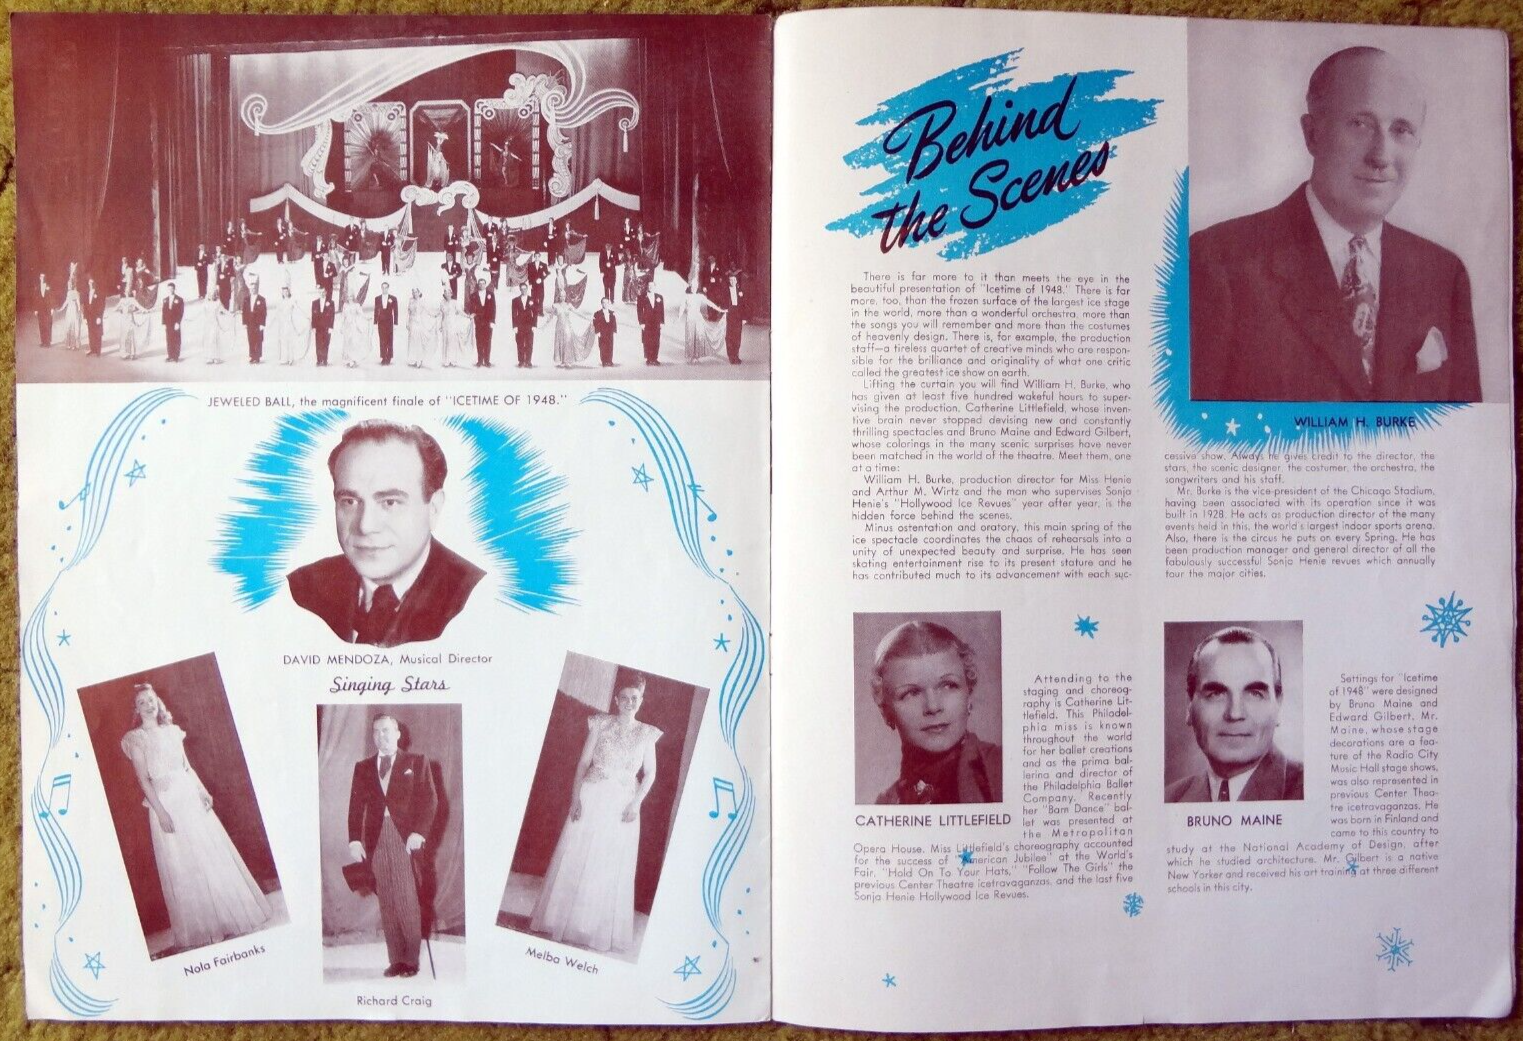 JEWELED BALL, the magnificent finale of "ICETIME OF 1948."
DAVID MENDOZA, Musical Director
Singing Stars
Nola Fairbanks
Richard Craig
Melba Welch
Behind
the Scenes
There is far more to it than meets the eye in the
beautiful presentation of "Icetime of 1948." There is far
more, too, than the frozen surface of the largest ice stage
in the world, more than a wonderful orchestra, more than
the songs you will remember and more than the costumes
of heavenly design. There is, for example, the production
staff—a tireless quartet of creative minds who are respon-
sible for the brilliance and originality of what one critic
called the greatest ice show on earth.
Lifting the curtain you will find William H. Burke, who
has given at least five hundred wakeful hours to super-
vising the production, Catherine Littlefield, whose inven-
tive brain never stopped devising new and constantly
thrilling spectacles and Bruno Maine and Edward Gilbert,
whose colorings in the many scenic surprises have never
been matched in the world of the theatre. Meet them, one
at a time:
William H. Burke, production director for Miss Henie
and Arthur M. Wirtz and the man who supervises Sonja
Henie's "Hollywood Ice Revues" year after year, is the
hidden force behind the scenes.
Minus ostentation and oratory, this main spring of the
ice spectacle coordinates the chaos of rehearsals into a
unity of unexpected beauty and surprise. He has seen
skating entertainment rise to its present stature and he
has contributed much to its advancement with each suc-
WILLIAM H. BURKE
cessive show. Always he gives credit to the director, the
stars, the scenic designer, the costumer, the orchestra, the
songwriters and his staff.
Mr. Burke is the vice-president of the Chicago Stadium,
having been associated with its operation since it was
built in 1928. He acts as production director of the many
events held in this, the world's largest indoor sports arena.
Also, there is the circus he puts on every Spring. He has
been production manager and general director of all the
fabulously successful Sonja Henie revues which annually
tour the major cities.
CATHERINE LITTLEFIELD
Attending to the
staging and choreog-
raphy is Catherine Lit-
tlefield. This Philadel-
phia miss is known
throughout the world
for her ballet creations
and as the prima bal-
lerina and director of
the Philadelphia Ballet
Company. Recently
her "Barn Dance" bal-
let was presented at
the Metropolitan
Opera House. Miss Littlefield's choreography accounted
for the success of "American Jubilee" at the World's
Fair, "Hold On To Your Hats," "Follow The Girls" the
previous Center Theatre icetravaganzas, and the last five
Sonja Henie Hollywood Ice Revues.
BRUNO MAINE
Settings for "Icetime
of 1948" were designed
by Bruno Maine and
Edward Gilbert. Mr.
Maine, whose stage
decorations are a fea-
ture of the Radio City
Music Hall stage shows,
was also represented in
previous Center Thea-
tre icetravaganzas. He
was born in Finland and
came to this country to
study at the National Academy of Design, after
which he studied architecture. Mr. Gilbert is a native
New Yorker and received his art training at three different
schools in this city.